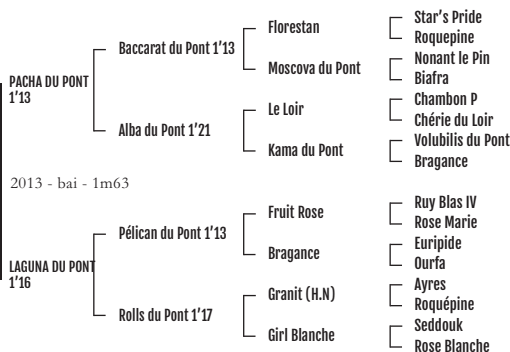 Star's Pride
Florestan
Roquepine
Baccarat du Pont 1'13
Nonant le Pin
Moscova du Pont
Biafra
PACHA DU PONT
1'13
Chambon P
Le Loir
Chérie du Loir
Alba du Pont 1'21
Volubilis du Pont
Kama du Pont
Bragance
2013 - bai - 1m63
Ruy Blas IV
Fruit Rose
Rose Marie
Pélican du Pont 1'13
Euripide
Bragance
Ourfa
LAGUNA DU PONT
1'16
Ayres
Granit (H.N)
Roquépine
Rolls du Pont 1'17
Seddouk
Girl Blanche
Rose Blanche